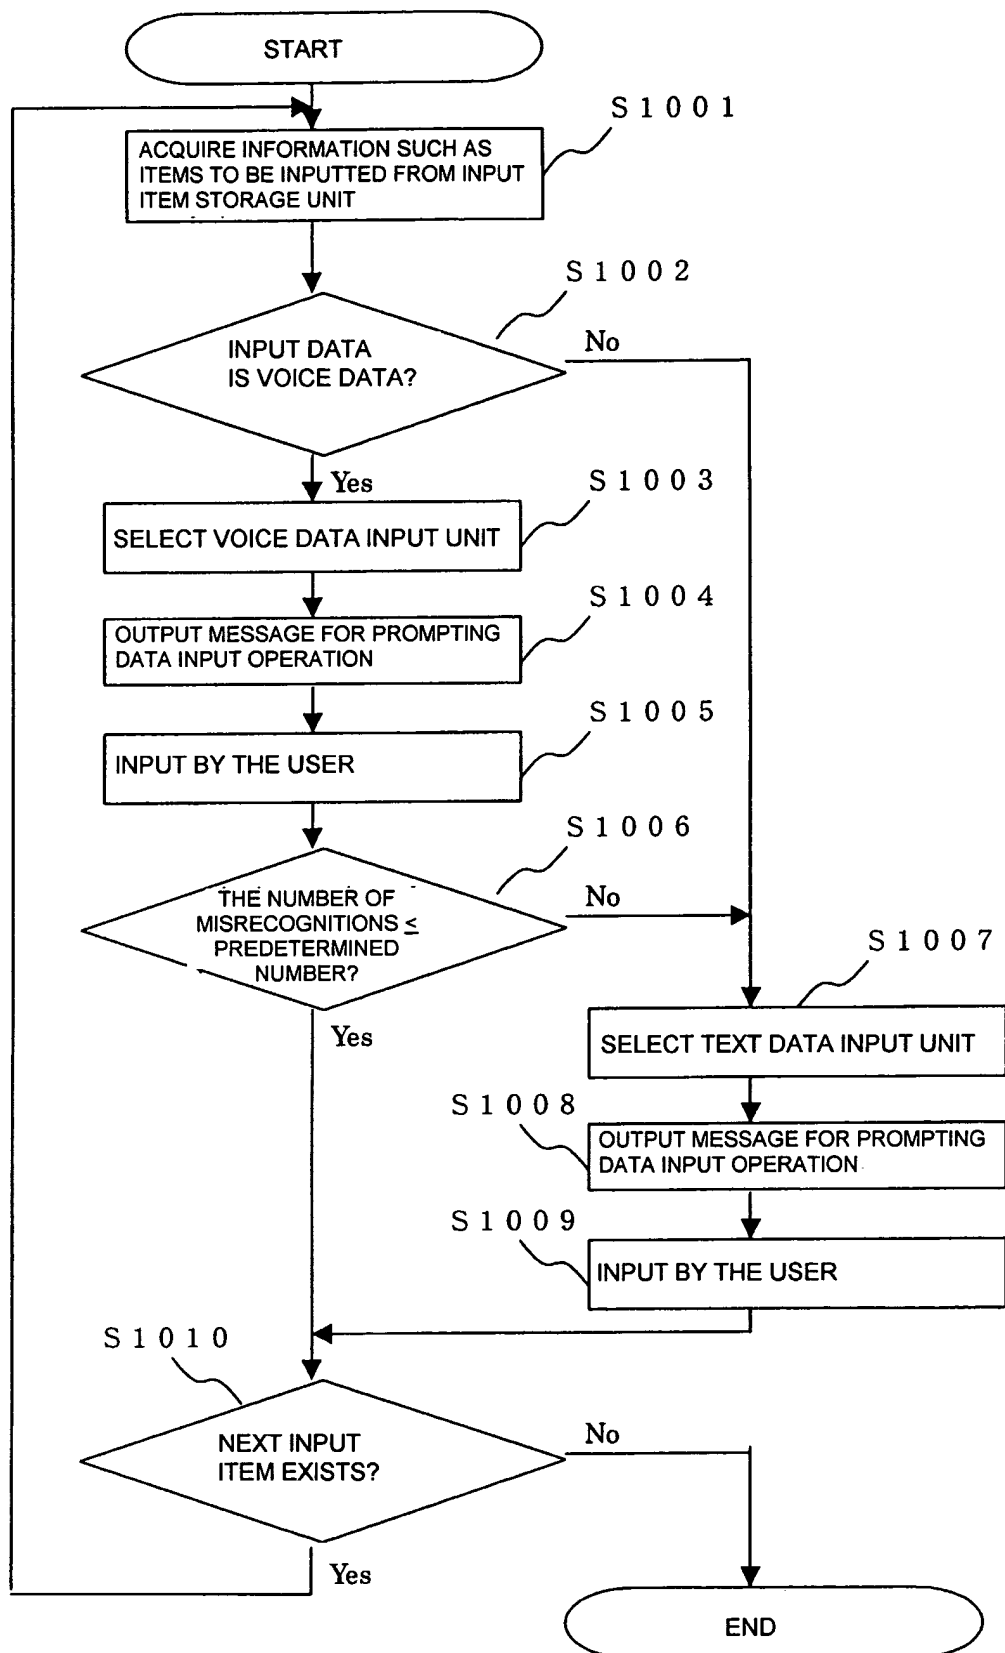 START
S1001
ACQUIRE INFORMATION SUCH AS
ITEMS TO BE INPUTTED FROM INPUT
ITEM STORAGE UNIT
S1002
INPUT DATA
IS VOICE DATA?
No
Yes
S1003
SELECT VOICE DATA INPUT UNIT
S1004
OUTPUT MESSAGE FOR PROMPTING
DATA INPUT OPERATION
S1005
INPUT BY THE USER
S1006
THE NUMBER OF
MISRECOGNITIONS ≤
PREDETERMINED
NUMBER?
No
Yes
S1007
SELECT TEXT DATA INPUT UNIT
S1008
OUTPUT MESSAGE FOR PROMPTING
DATA INPUT OPERATION
S1009
INPUT BY THE USER
S1010
NEXT INPUT
ITEM EXISTS?
No
Yes
END